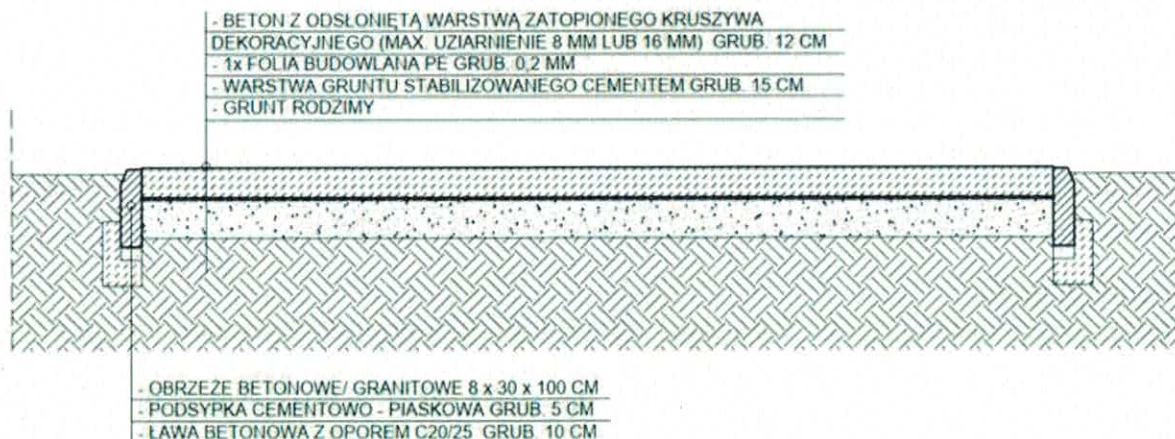 - BETON Z ODSŁONIĘTĄ WARSTWĄ ZATOPIONEGO KRUSZYWA
DEKORACYJNEGO (MAX. UZIARNIENIE 8 MM LUB 16 MM) GRUB. 12 CM
- 1x FOLIA BUDOWLANA PE GRUB. 0,2 MM
- WARSTWA GRUNTU STABILIZOWANEGO CEMENTEM GRUB. 15 CM
- GRUNT RODZIMY
- OBRZEŻE BETONOWE/ GRANITOWE 8 x 30 x 100 CM
- PODSYPKA CEMENTOWO - PIASKOWA GRUB. 5 CM
- ŁAWA BETONOWA Z OPOREM C20/25 GRUB. 10 CM